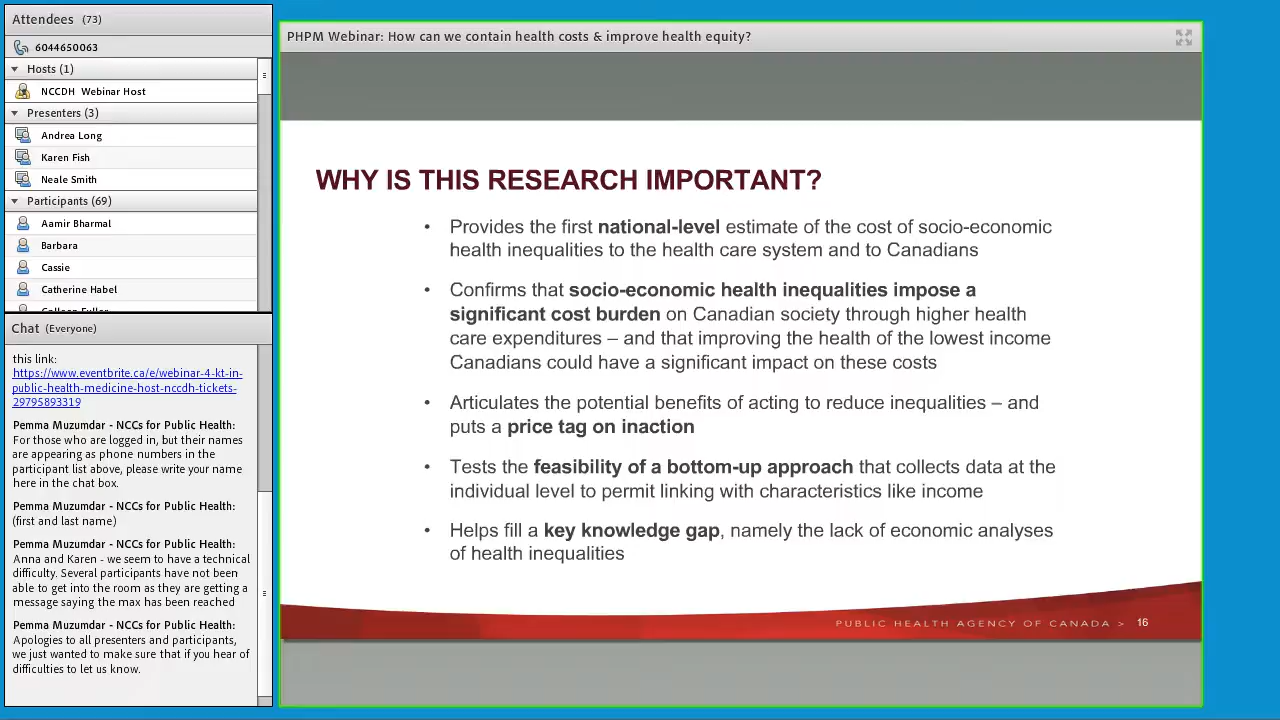 Attendees (73)
6044650063
Hosts (1)
NCCDH Webinar Host
Presenters (3)
Andrea Long
Karen Fish
Neale Smith
Participants (69)
Aamir Bharmal
Barbara
Cassie
Catherine Habel
Colleen Fuller
Chat (Everyone)
this link:
https://www.eventbrite.ca/e/webinar-4-kt-in-
public-health-medicine-host-nccdh-tickets-
29795893319
Pemma Muzumdar - NCCs for Public Health:
For those who are logged in, but their names
are appearing as phone numbers in the
participant list above, please write your name
here in the chat box.
Pemma Muzumdar - NCCs for Public Health:
(first and last name)
Pemma Muzumdar - NCCs for Public Health:
Anna and Karen - we seem to have a technical
difficulty. Several participants have not been
able to get into the room as they are getting a
message saying the max has been reached
Pemma Muzumdar - NCCs for Public Health:
Apologies to all presenters and participants,
we just wanted to make sure that if you hear of
difficulties to let us know.
PHPM Webinar: How can we contain health costs & improve health equity?
WHY IS THIS RESEARCH IMPORTANT?
• Provides the first national-level estimate of the cost of socio-economic
health inequalities to the health care system and to Canadians
• Confirms that socio-economic health inequalities impose a
significant cost burden on Canadian society through higher health
care expenditures – and that improving the health of the lowest income
Canadians could have a significant impact on these costs
• Articulates the potential benefits of acting to reduce inequalities – and
puts a price tag on inaction
• Tests the feasibility of a bottom-up approach that collects data at the
individual level to permit linking with characteristics like income
• Helps fill a key knowledge gap, namely the lack of economic analyses
of health inequalities
PUBLIC HEALTH AGENCY OF CANADA > 16